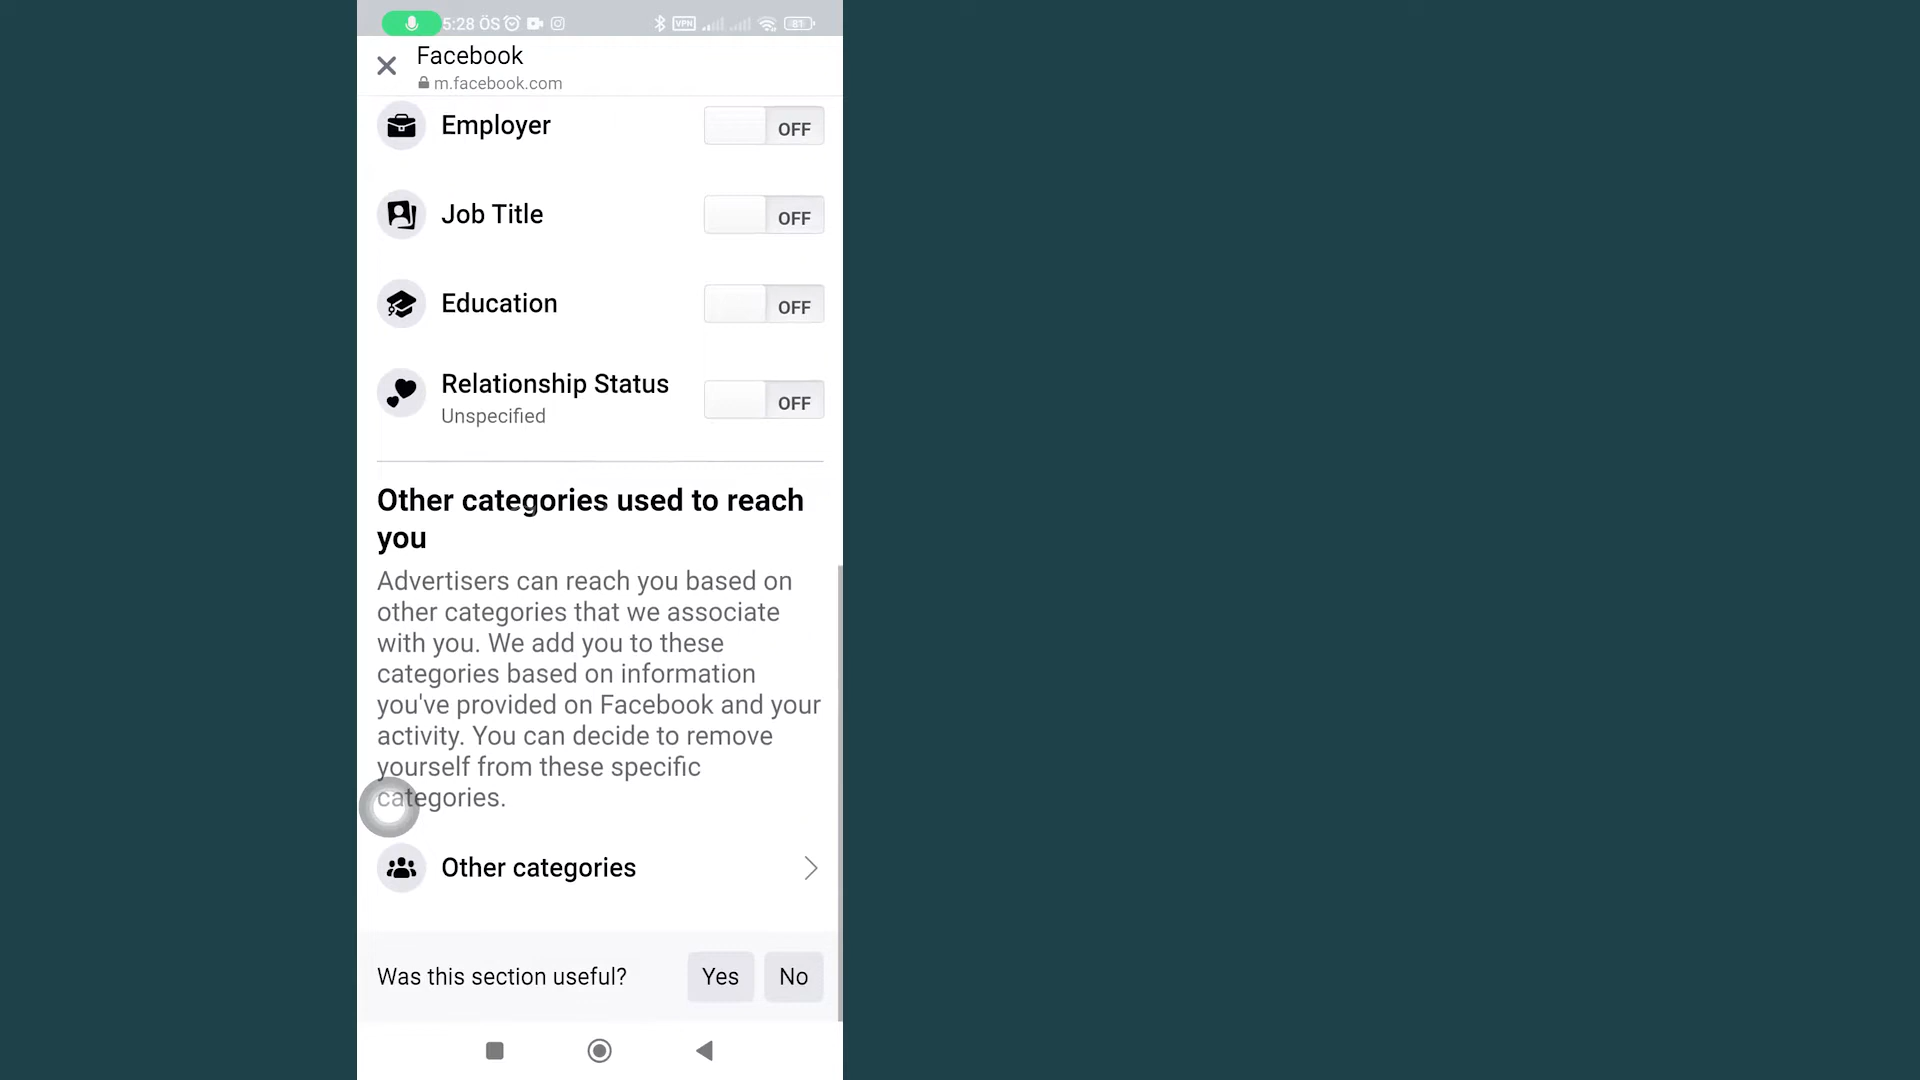 5:28 ÖS
VPN
81
Facebook
m.facebook.com
Employer
OFF
Job Title
OFF
Education
OFF
Relationship Status
Unspecified
OFF
Other categories used to reach
you
Advertisers can reach you based on
other categories that we associate
with you. We add you to these
categories based on information
you've provided on Facebook and your
activity. You can decide to remove
yourself from these specific
categories.
Other categories
Was this section useful?
Yes
No